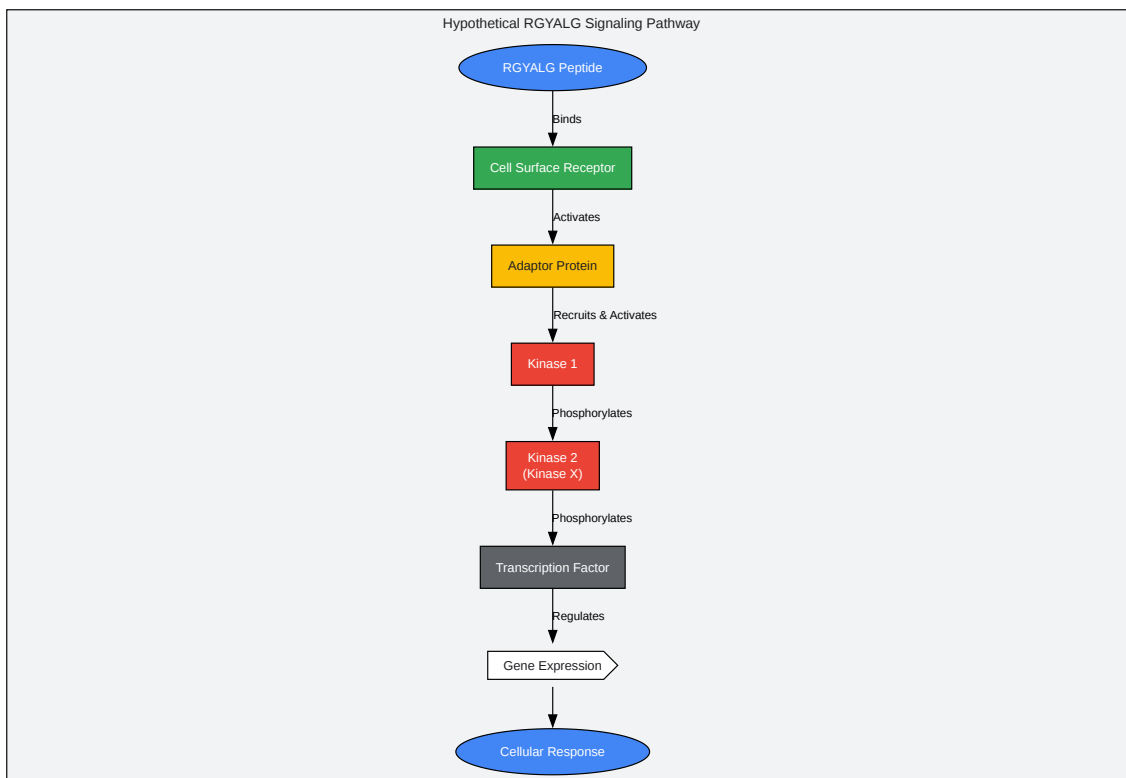 Hypothetical RGYALG Signaling Pathway
RGYALG Peptide
Binds
Cell Surface Receptor
Activates
Adaptor Protein
Recruits & Activates
Kinase 1
Phosphorylates
Kinase 2
(Kinase X)
Phosphorylates
Transcription Factor
Regulates
Gene Expression
Cellular Response